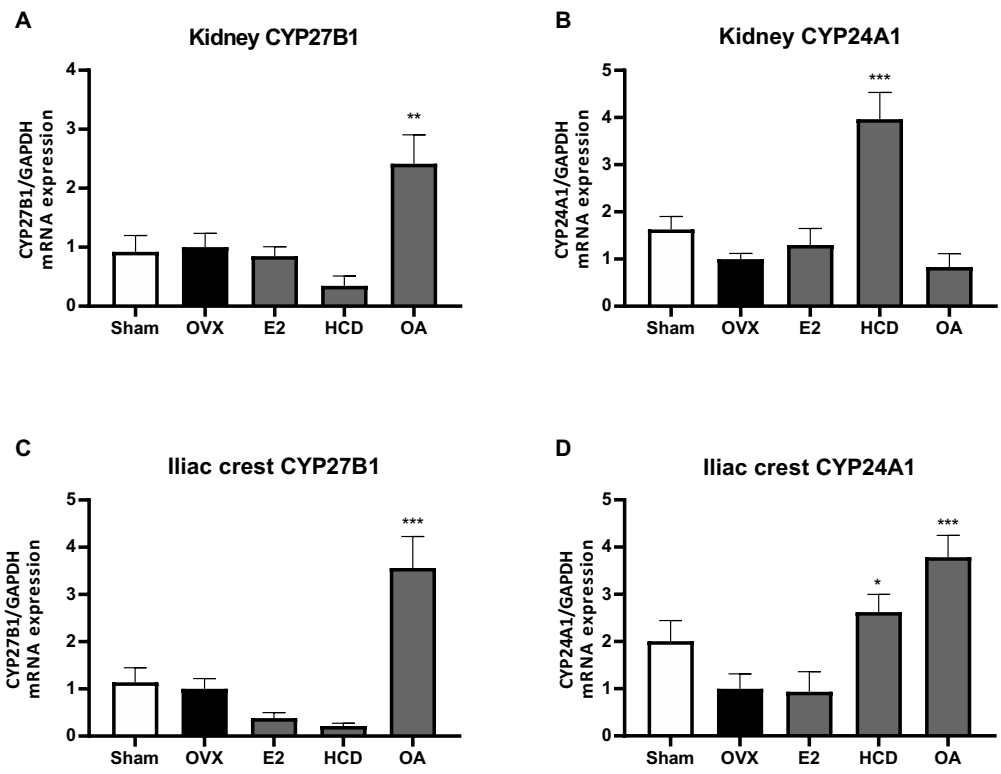 A
Kidney CYP27B1
CYP27B1/GAPDH
mRNA expression
4
3
2
1
0
**
Sham OVX E2 HCD OA
B
Kidney CYP24A1
CYP24A1/GAPDH
mRNA expression
5
4
3
2
1
0
***
Sham OVX E2 HCD OA
C
Iliac crest CYP27B1
CYP27B1/GAPDH
mRNA expression
5
4
3
2
1
0
***
Sham OVX E2 HCD OA
D
Iliac crest CYP24A1
CYP24A1/GAPDH
mRNA expression
5
4
3
2
1
0
***
*
Sham OVX E2 HCD OA